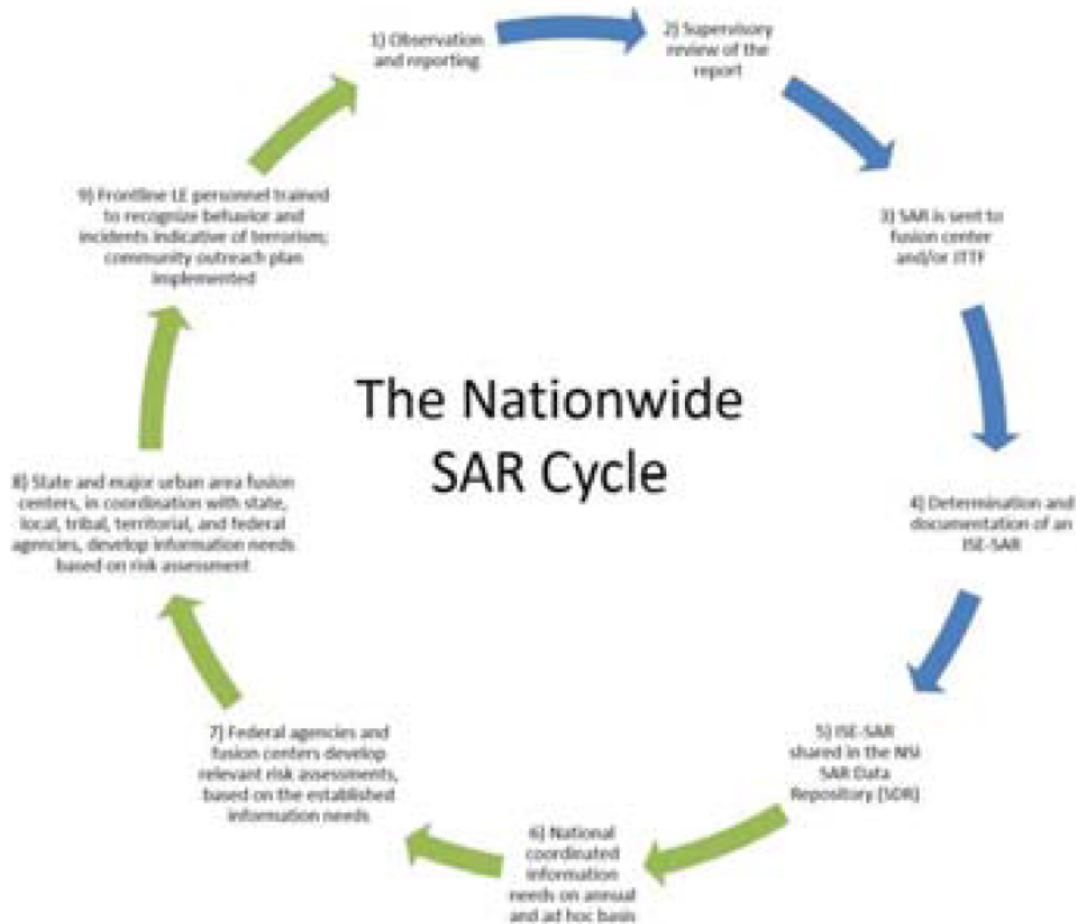 1) Observation
and reporting
2) Supervisory
review of the
report
3) SAR is sent to
fusion center
and/or JTTF
4) Determination and
documentation of an
ISE-SAR
5) ISE-SAR
shared in the NSI
SAR Data
Repository (SDR)
6) National
coordinated
information
needs on annual
and ad hoc basis
7) Federal agencies and
fusion centers develop
relevant risk assessments,
based on the established
information needs
8) State and major urban area fusion
centers, in coordination with state,
local, tribal, territorial, and federal
agencies, develop information needs
based on risk assessment
9) Frontline LE personnel trained
to recognize behavior and
incidents indicative of terrorism;
community outreach plan
implemented
The Nationwide
SAR Cycle